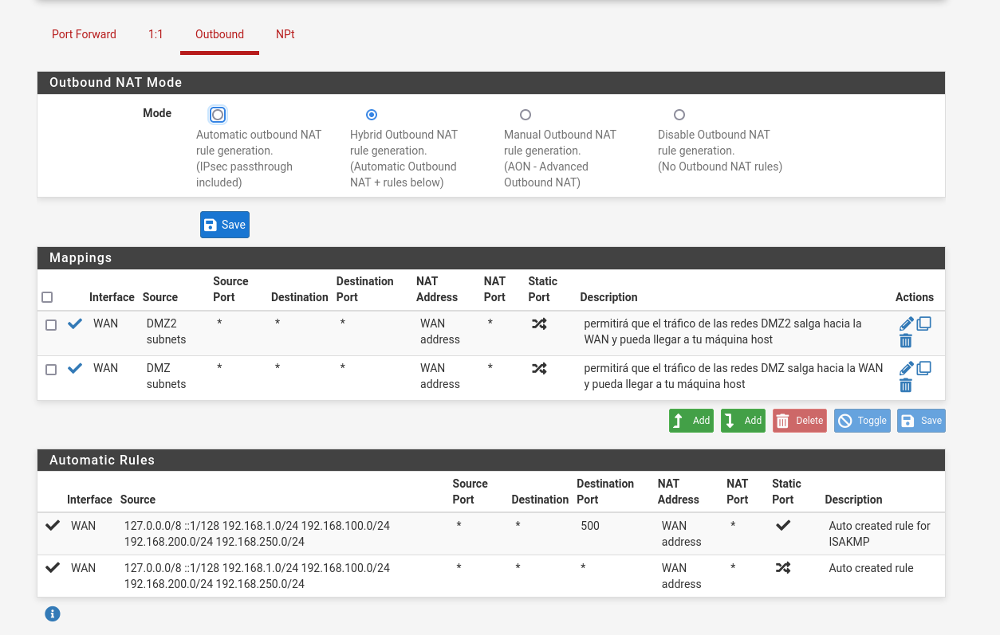 Port Forward 1:1 Outbound NPt
Outbound NAT Mode
Mode
Automatic outbound NAT
rule generation.
(IPsec passthrough
included)
Hybrid Outbound NAT
rule generation.
(Automatic Outbound
NAT + rules below)
Manual Outbound NAT
rule generation.
(AON - Advanced
Outbound NAT)
Disable Outbound NAT
rule generation.
(No Outbound NAT rules)
Save
Mappings
Interface Source Source Port Destination Destination Port NAT Address NAT Port Static Port Description Actions
WAN DMZ2 subnets * * * WAN address * permitirá que el tráfico de las redes DMZ2 salga hacia la
WAN y pueda llegar a tu máquina host
WAN DMZ subnets * * * WAN address * permitirá que el tráfico de las redes DMZ salga hacia la WAN
y pueda llegar a tu máquina host
Add Add Delete Toggle Save
Automatic Rules
Interface Source Source Port Destination Destination Port NAT Address NAT Port Static Port Description
WAN 127.0.0.0/8 ::1/128 192.168.1.0/24 192.168.100.0/24
192.168.200.0/24 192.168.250.0/24
* * 500 WAN address * Auto created rule for ISAKMP
WAN 127.0.0.0/8 ::1/128 192.168.1.0/24 192.168.100.0/24
192.168.200.0/24 192.168.250.0/24
* * * WAN address * Auto created rule